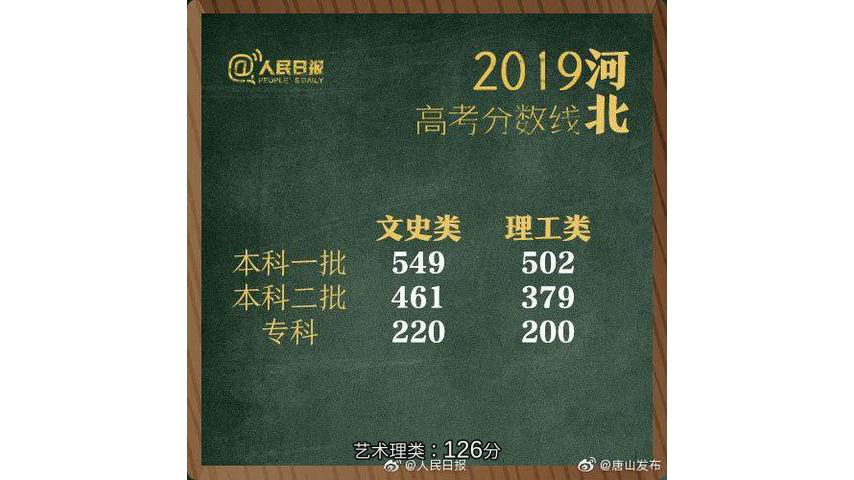 @人民日报
PEOPLE'S DAILY
2019河北
高考分数线
文史类 理工类
本科一批 549 502
本科二批 461 379
专科 220 200
艺术理类：126分
@人民日报
@唐山发布